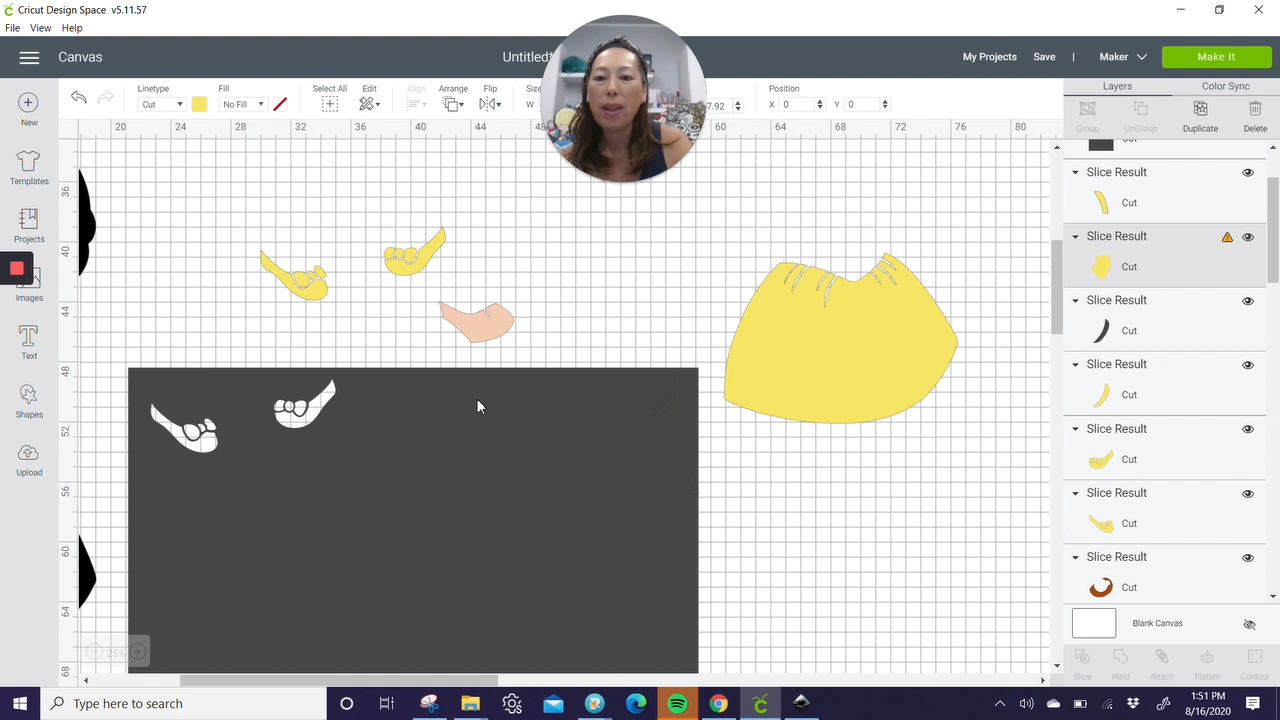 Cricut Design Space v5.11.57
File View Help
Canvas
Untitled*
My Projects Save | Maker Make It
Linetype Fill Select All Edit Align Arrange Flip Position
Cut No Fill W 7.92 X 0 Y 0
Layers Color Sync
Group UnGroup Duplicate Delete
20 24 28 32 36 40 44 48 60 64 68 72 76 80
36
40
44
48
52
56
60
64
68
New
Templates
Projects
Images
Text
Shapes
Upload
Slice Result
Cut
Slice Result
Cut
Slice Result
Cut
Slice Result
Cut
Slice Result
Cut
Slice Result
Cut
Slice Result
Cut
Blank Canvas
Slice Weld Attach Flatten Contour
25%
Type here to search
1:51 PM
8/16/2020